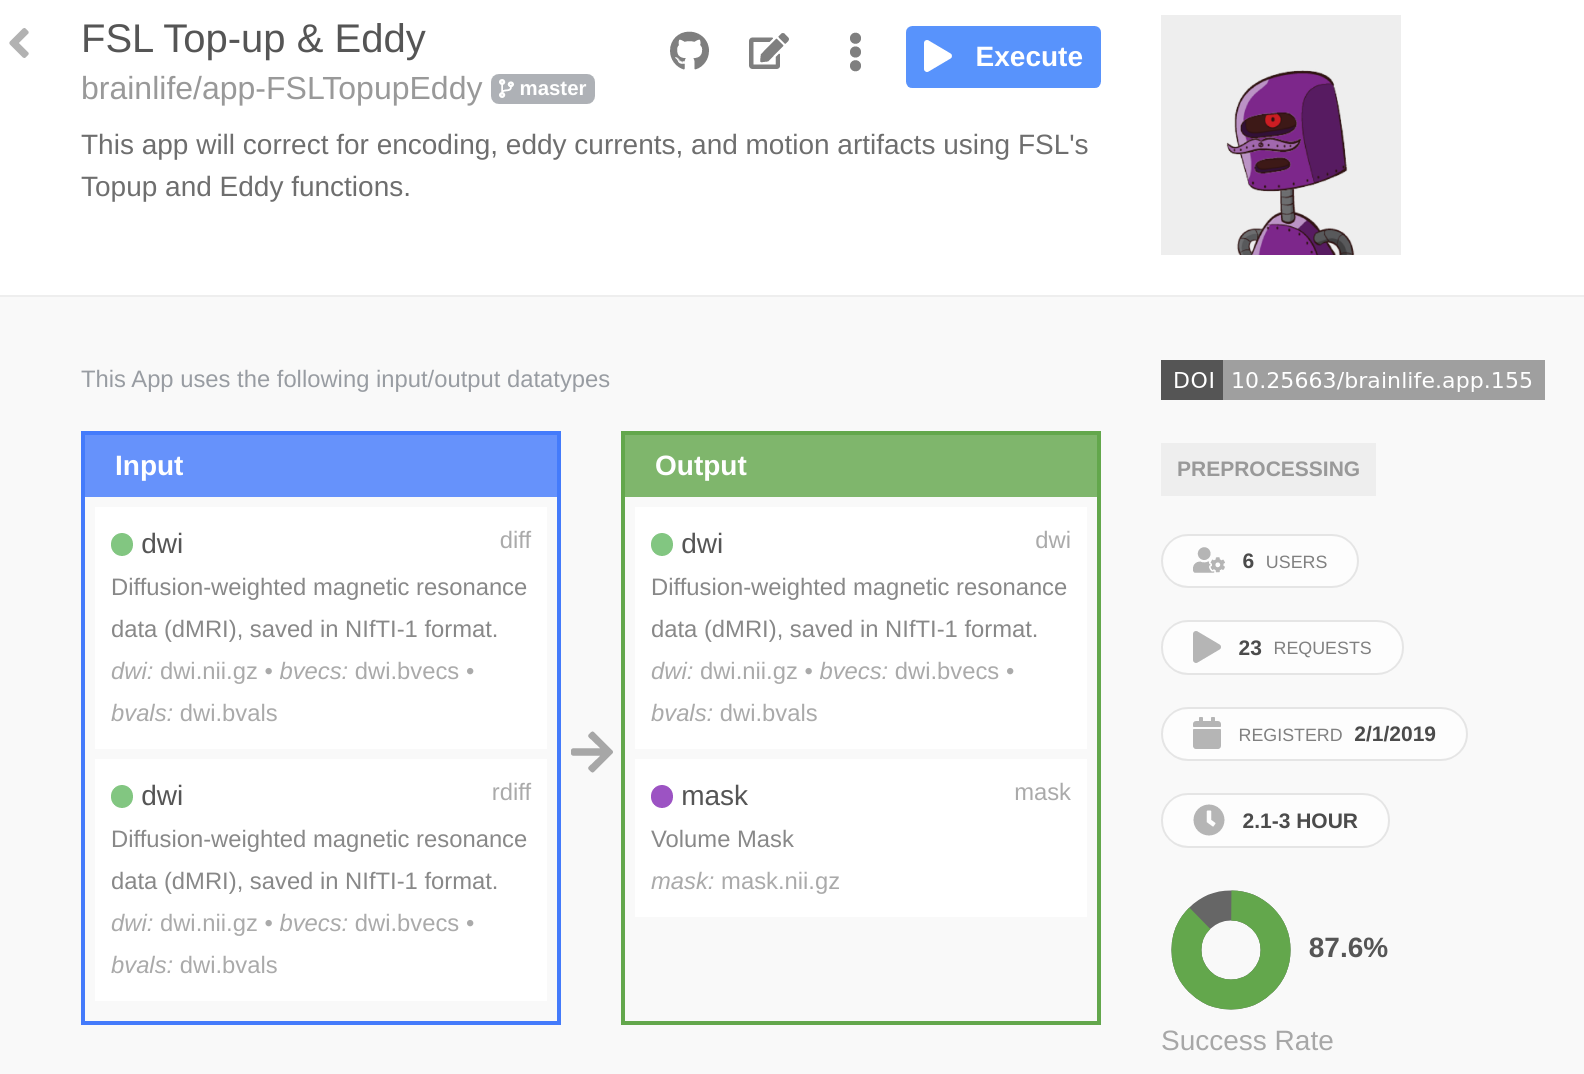 FSL Top-up & Eddy
brainlife/app-FSLTopupEddy master
Execute
This app will correct for encoding, eddy currents, and motion artifacts using FSL's
Topup and Eddy functions.
This App uses the following input/output datatypes
Input
dwi diff
Diffusion-weighted magnetic resonance
data (dMRI), saved in NIfTI-1 format.
dwi: dwi.nii.gz • bvecs: dwi.bvecs •
bvals: dwi.bvals
dwi rdiff
Diffusion-weighted magnetic resonance
data (dMRI), saved in NIfTI-1 format.
dwi: dwi.nii.gz • bvecs: dwi.bvecs •
bvals: dwi.bvals
Output
dwi dwi
Diffusion-weighted magnetic resonance
data (dMRI), saved in NIfTI-1 format.
dwi: dwi.nii.gz • bvecs: dwi.bvecs •
bvals: dwi.bvals
mask mask
Volume Mask
mask: mask.nii.gz
DOI 10.25663/brainlife.app.155
PREPROCESSING
6 USERS
23 REQUESTS
REGISTERD 2/1/2019
2.1-3 HOUR
87.6%
Success Rate